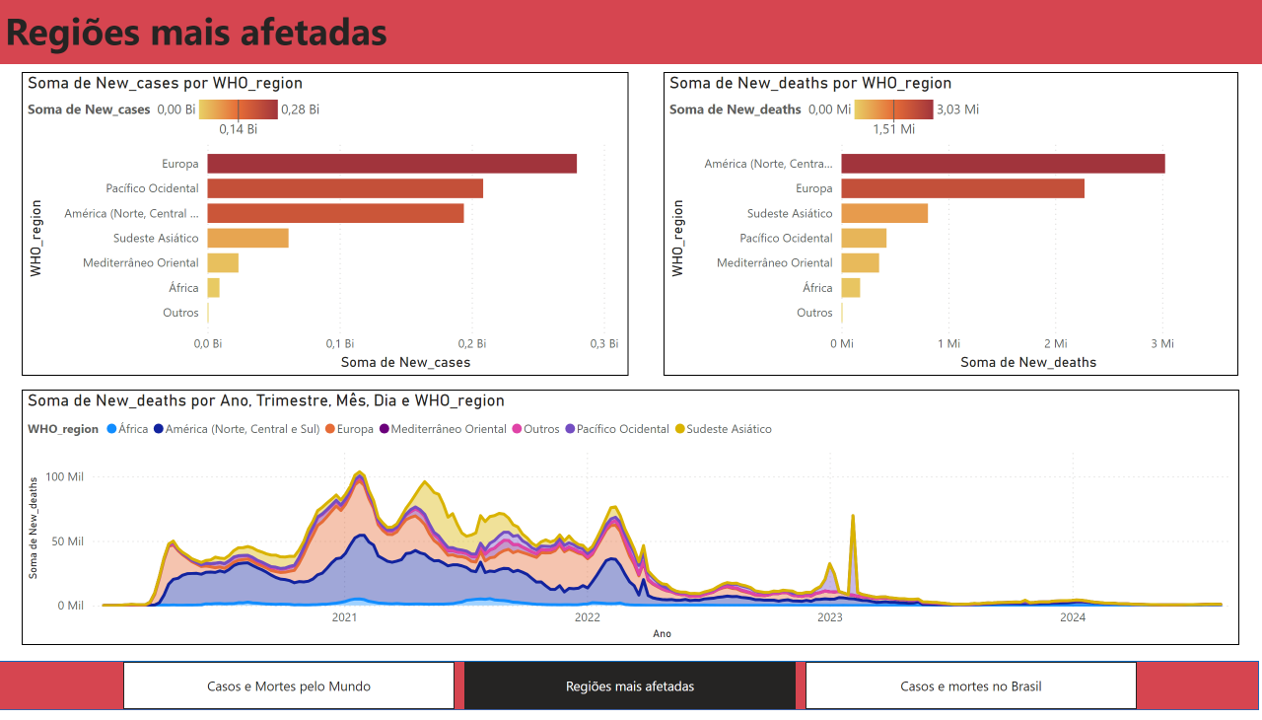 Regiões mais afetadas
Soma de New_cases por WHO_region
Soma de New_cases 0,00 Bi 0,28 Bi
0,14 Bi
WHO_region
Europa
Pacífico Ocidental
América (Norte, Central ...
Sudeste Asiático
Mediterrâneo Oriental
África
Outros
0,0 Bi 0,1 Bi 0,2 Bi 0,3 Bi
Soma de New_cases
Soma de New_deaths por WHO_region
Soma de New_deaths 0,00 Mi 3,03 Mi
1,51 Mi
WHO_region
América (Norte, Centra...
Europa
Sudeste Asiático
Pacífico Ocidental
Mediterrâneo Oriental
África
Outros
0 Mi 1 Mi 2 Mi 3 Mi
Soma de New_deaths
Soma de New_deaths por Ano, Trimestre, Mês, Dia e WHO_region
WHO_region África América (Norte, Central e Sul) Europa Mediterrâneo Oriental Outros Pacífico Ocidental Sudeste Asiático
Soma de New_deaths
100 Mil
50 Mil
0 Mil
2021 2022 2023 2024
Ano
Casos e Mortes pelo Mundo
Regiões mais afetadas
Casos e mortes no Brasil